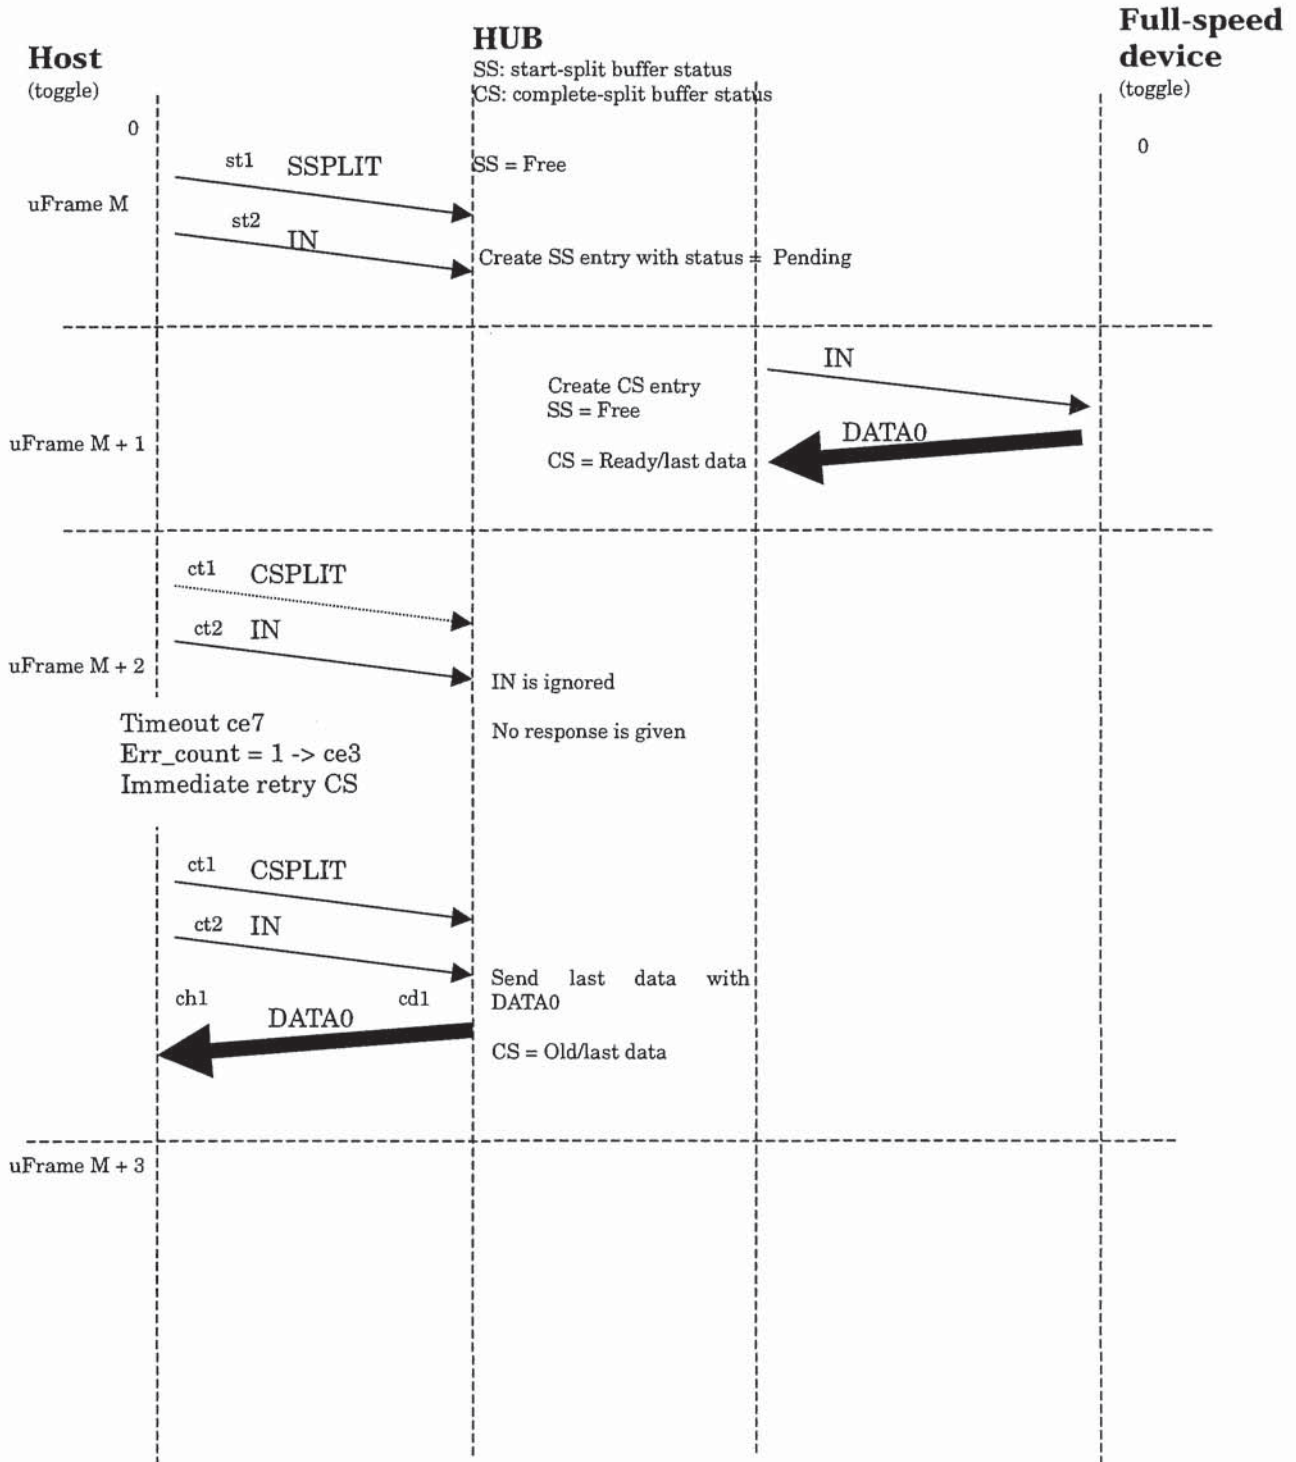 Host
(toggle)
HUB
SS: start-split buffer status
CS: complete-split buffer status
Full-speed
device
(toggle)
0
0
st1 SSPLIT
SS = Free
uFrame M
st2 IN
Create SS entry with status = Pending
IN
Create CS entry
SS = Free
DATA0
uFrame M + 1
CS = Ready/last data
ct1 CSPLIT
ct2 IN
uFrame M + 2
IN is ignored
Timeout ce7
No response is given
Err_count = 1 -> ce3
Immediate retry CS
ct1 CSPLIT
ct2 IN
Send last data with
DATA0
ch1 cd1
DATA0
CS = Old/last data
uFrame M + 3